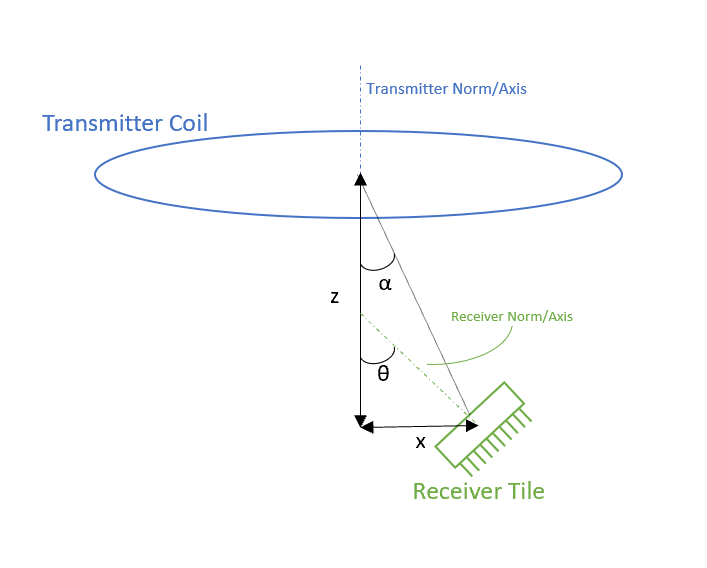 Transmitter Norm/Axis
Transmitter Coil
α
z
Receiver Norm/Axis
θ
x
Receiver Tile